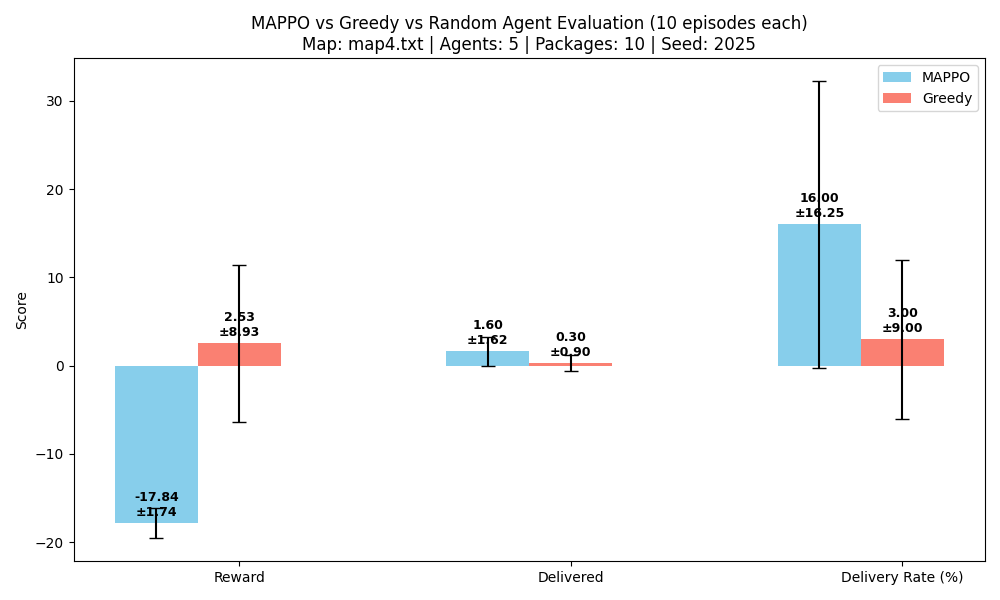 MAPPO vs Greedy vs Random Agent Evaluation (10 episodes each)
Map: map4.txt | Agents: 5 | Packages: 10 | Seed: 2025
MAPPO
Greedy
Score
30
20
10
0
−10
−20
-17.84
±1.74
2.53
±8.93
1.60
±1.62
0.30
±0.90
16.00
±16.25
3.00
±9.00
Reward
Delivered
Delivery Rate (%)